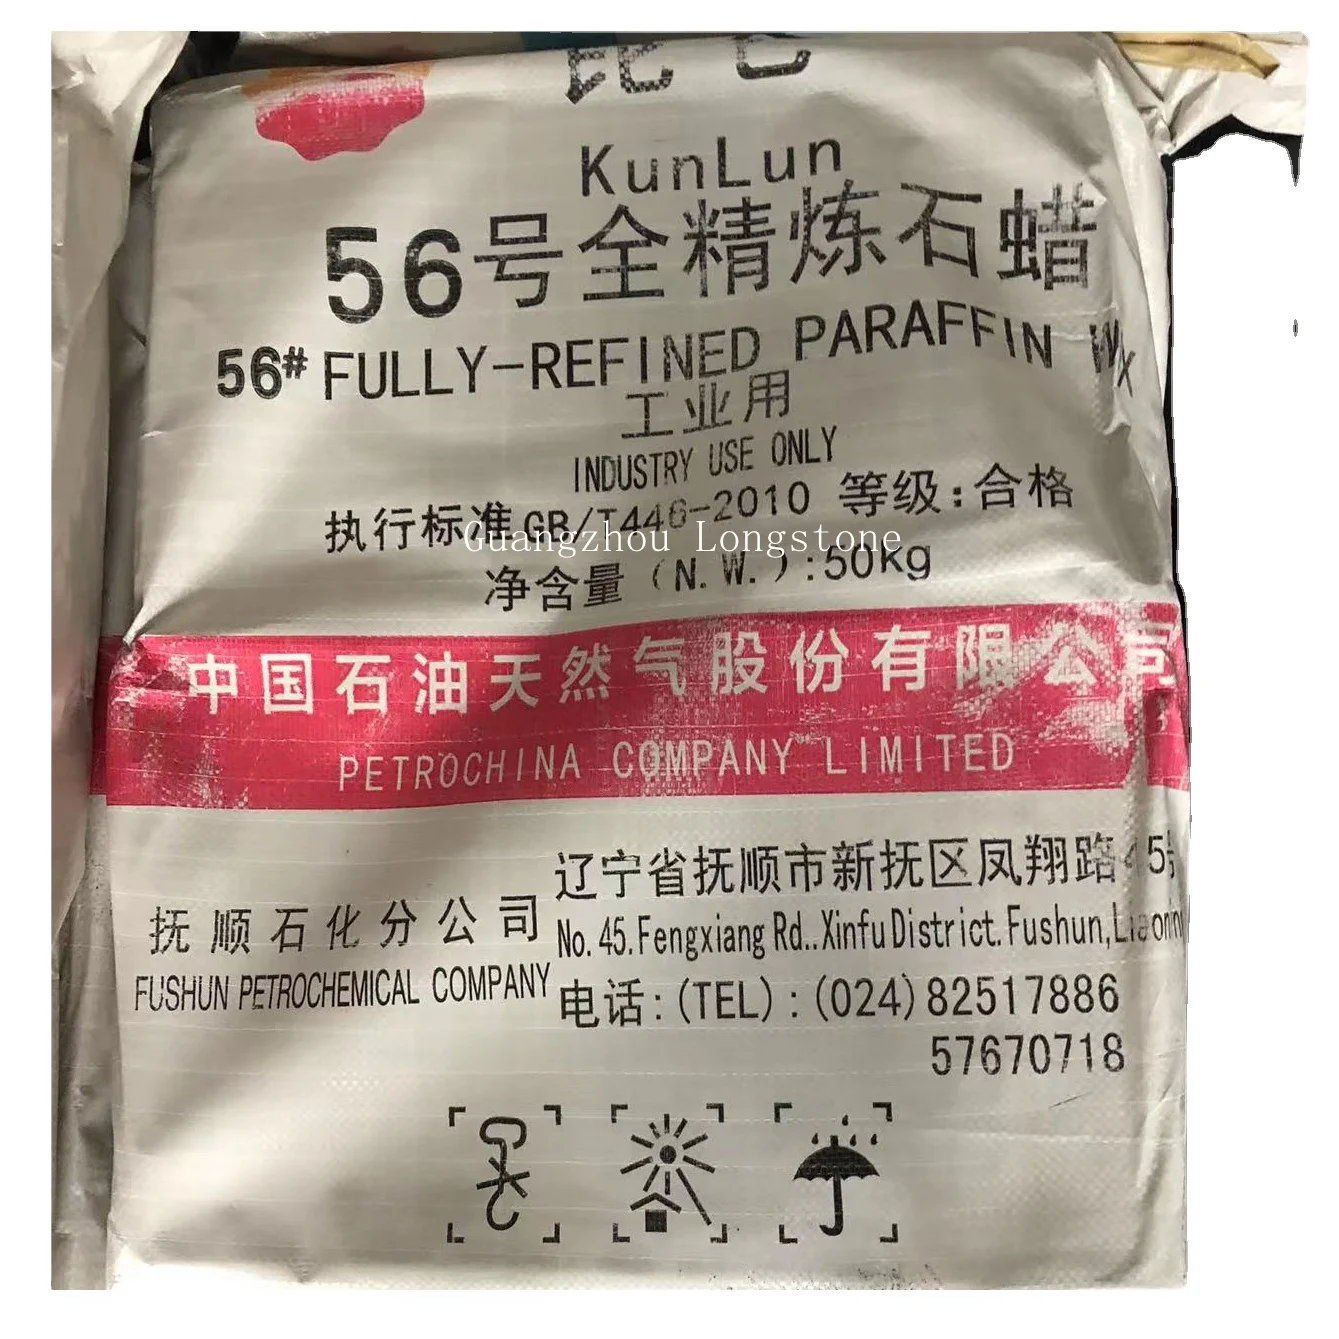 KunLun
56号全精炼石蜡
56# FULLY-REFINED PARAFFIN
工业用
INDUSTRY USE ONLY
执行标准 GB/T446-2010 等级:合格
Guangzhou Longstone
净含量 (N.W.):50kg
中国石油天然气股份有限公司
PETROCHINA COMPANY LIMITED
辽宁省抚顺市新抚区凤翔路
抚顺石化分公司
No. 45. Fengxiang Rd.. Xinfu District. Fushun,
FUSHUN PETROCHEMICAL COMPANY
电话:(TEL):(024)82517886
57670718